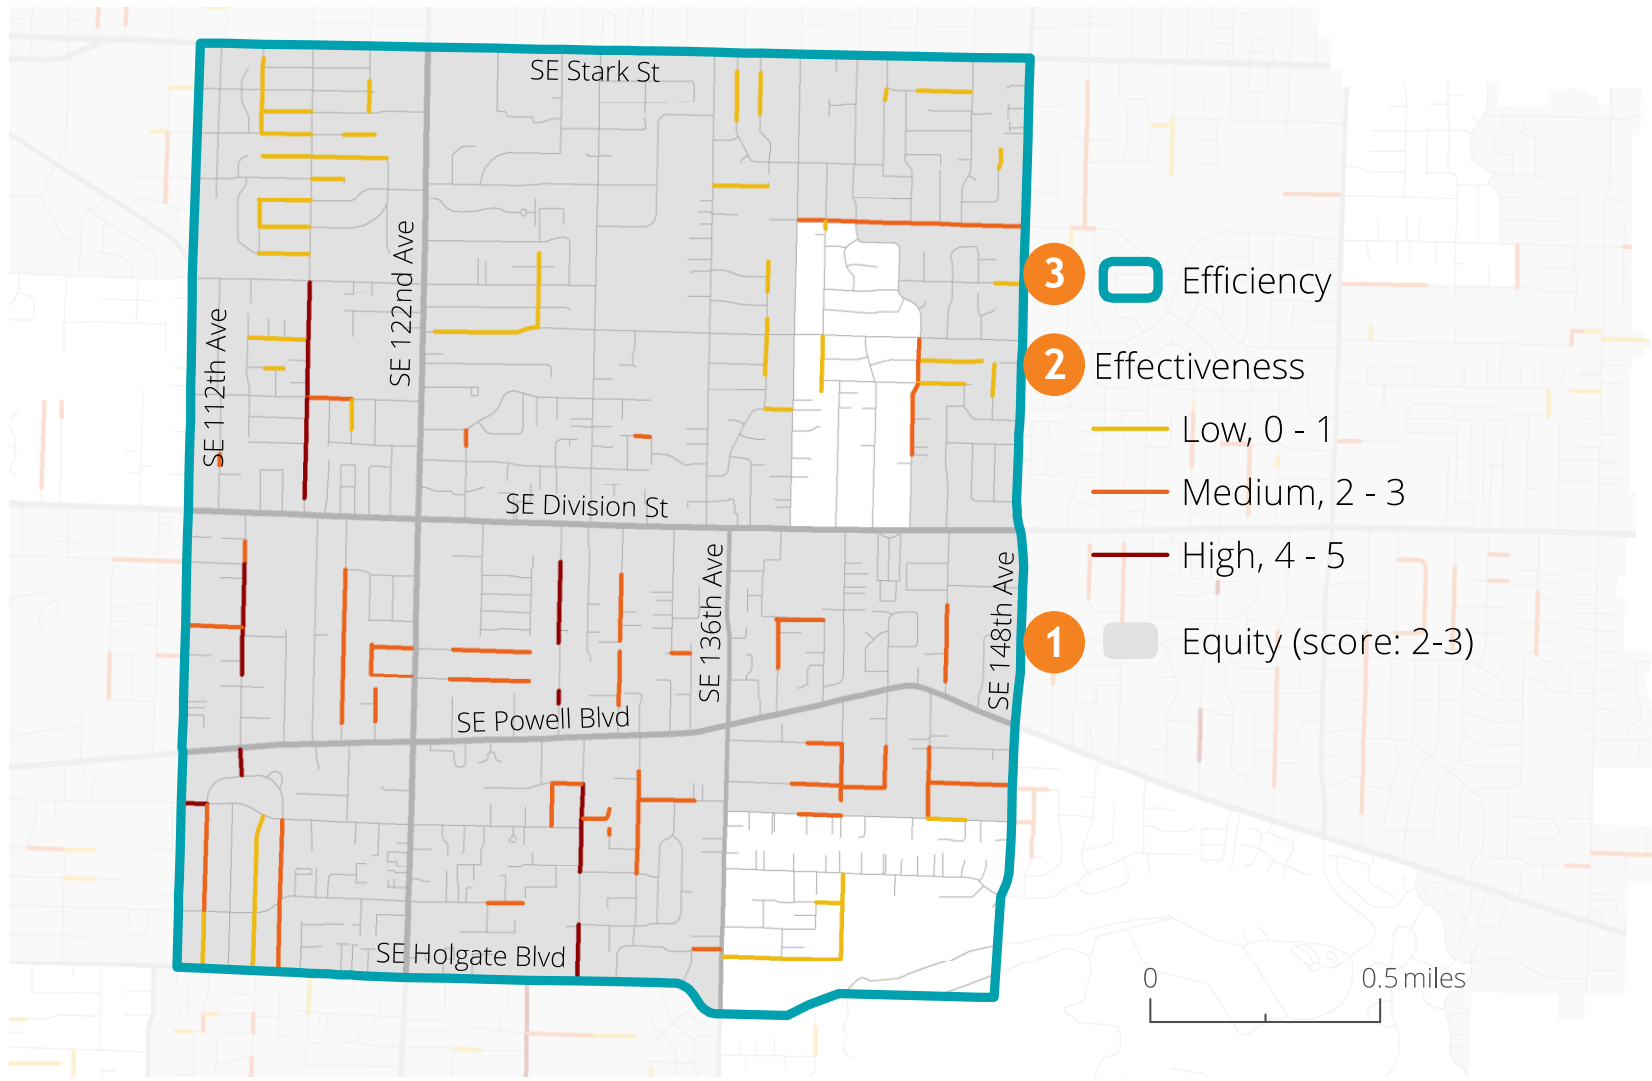 SE Stark St
SE 122nd Ave
SE 112th Ave
SE Division St
SE 136th Ave
SE 148th Ave
SE Powell Blvd
SE Holgate Blvd
3 Efficiency
2 Effectiveness
Low, 0 - 1
Medium, 2 - 3
High, 4 - 5
1 Equity (score: 2-3)
0 0.5 miles